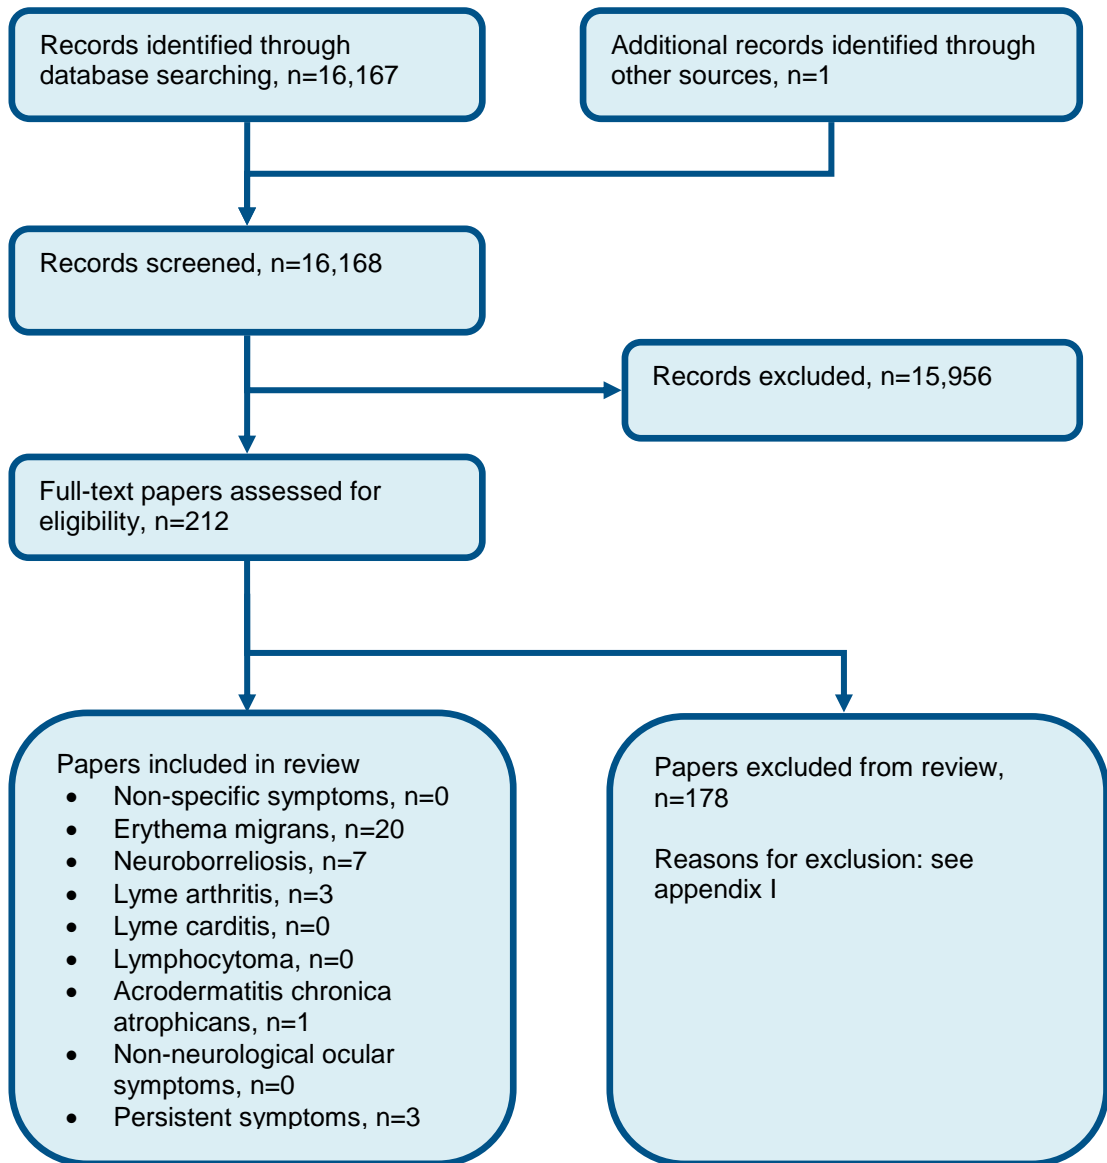 Records identified through
database searching, n=16,167
Additional records identified through
other sources, n=1
Records screened, n=16,168
Records excluded, n=15,956
Full-text papers assessed for
eligibility, n=212
Papers included in review
• Non-specific symptoms, n=0
• Erythema migrans, n=20
• Neuroborreliosis, n=7
• Lyme arthritis, n=3
• Lyme carditis, n=0
• Lymphocytoma, n=0
• Acrodermatitis chronica
atrophicans, n=1
• Non-neurological ocular
symptoms, n=0
• Persistent symptoms, n=3
Papers excluded from review,
n=178
Reasons for exclusion: see
appendix I